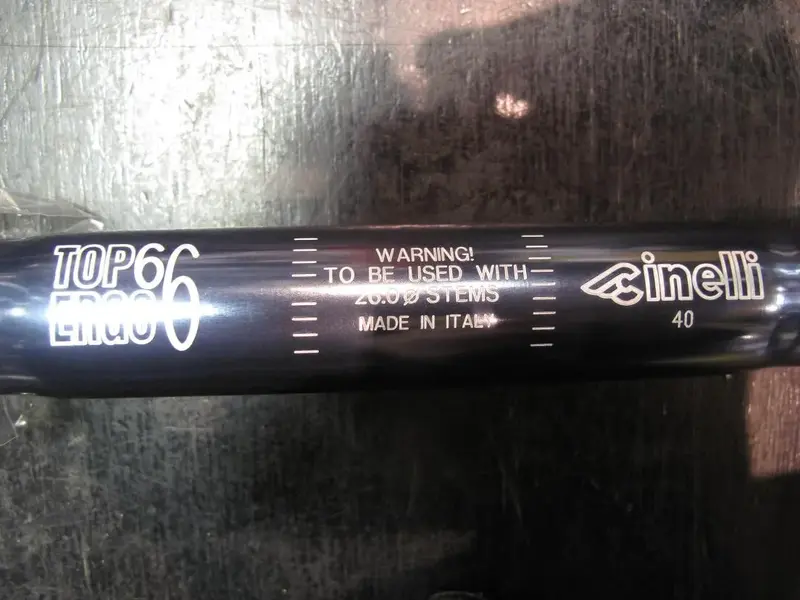 TOP66
ERGO
WARNING!
TO BE USED WITH
26.0 Ø STEMS
MADE IN ITALY
Cinelli
40